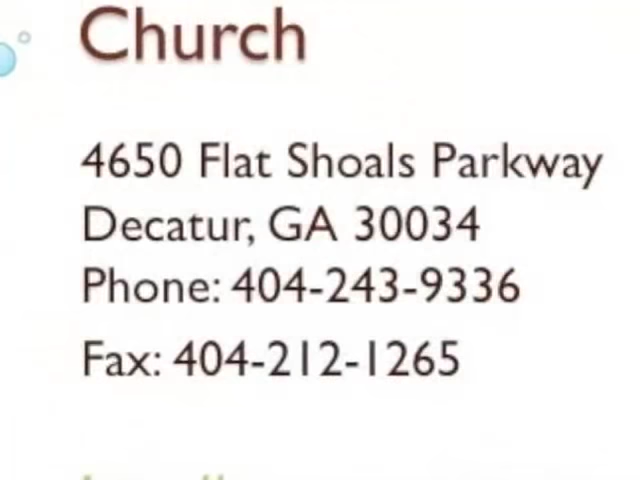 Church
4650 Flat Shoals Parkway
Decatur, GA 30034
Phone: 404-243-9336
Fax: 404-212-1265